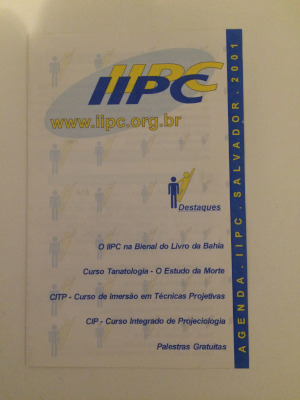 IIPC
www.iipc.org.br
Destaques
O IIPC na Bienal do Livro da Bahia
Curso Tanatologia - O Estudo da Morte
CITP - Curso de Imersão em Técnicas Projetivas
CIP - Curso Integrado de Projeciologia
Palestras Gratuitas
AGENDA . IIPC . SALVADOR . 2001